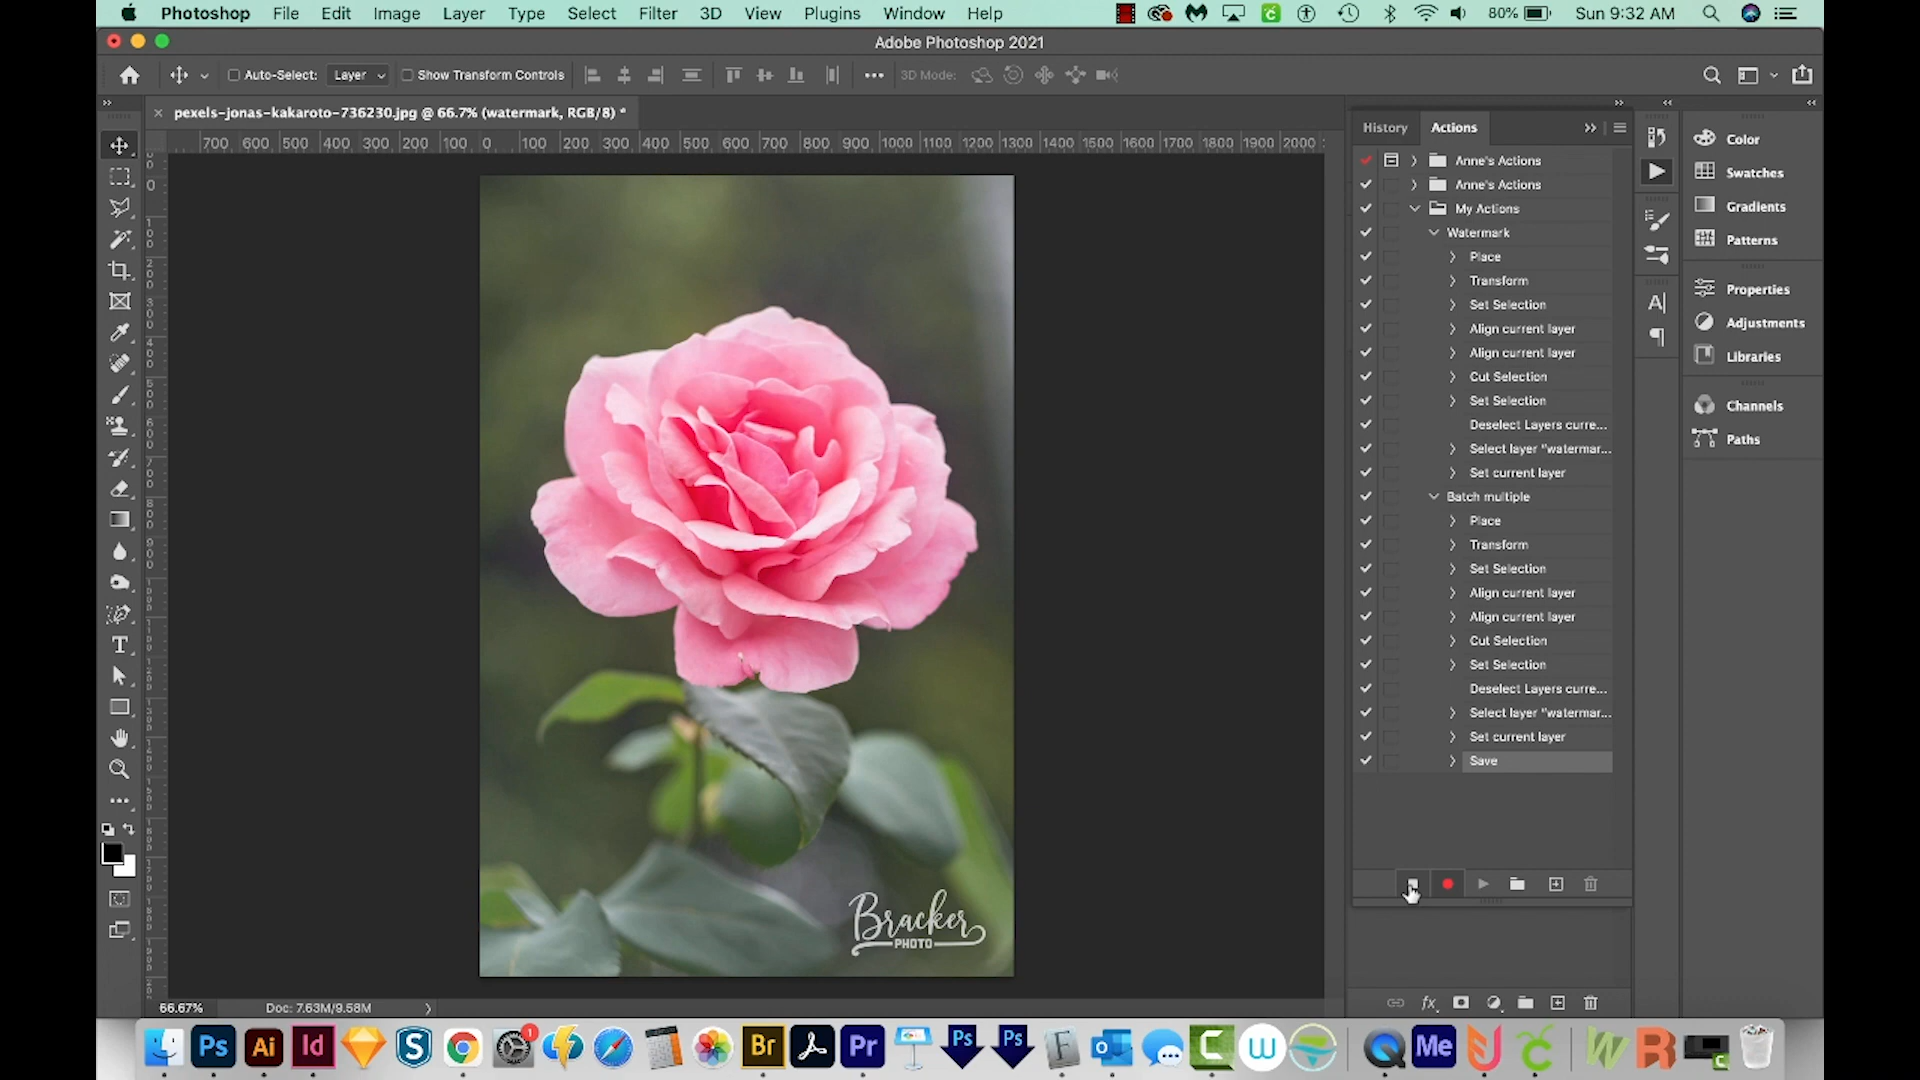 Photoshop File Edit Image Layer Type Select Filter 3D View Plugins Window Help 80% Sun 9:32 AM
Adobe Photoshop 2021
Auto-Select: Layer Show Transform Controls 3D Mode:
pexels-jonas-kakaroto-736230.jpg @ 66.7% (watermark, RGB/8) *
700 600 500 400 300 200 100 0 100 200 300 400 500 600 700 800 900 1000 1100 1200 1300 1400 1500 1600 1700 1800 1900 2000
History Actions
Anne's Actions
Anne's Actions
My Actions
Watermark
Place
Transform
Set Selection
Align current layer
Align current layer
Cut Selection
Set Selection
Deselect Layers curre...
Select layer "watermar...
Set current layer
Batch multiple
Place
Transform
Set Selection
Align current layer
Align current layer
Cut Selection
Set Selection
Deselect Layers curre...
Select layer "watermar...
Set current layer
Save
Color
Swatches
Gradients
Patterns
Properties
Adjustments
Libraries
Channels
Paths
Bracker
PHOTO
66.67% Doc: 7.63M/9.58M
fx
Ps Ai Id S 1 Br Pr Ps Ps F C W Me